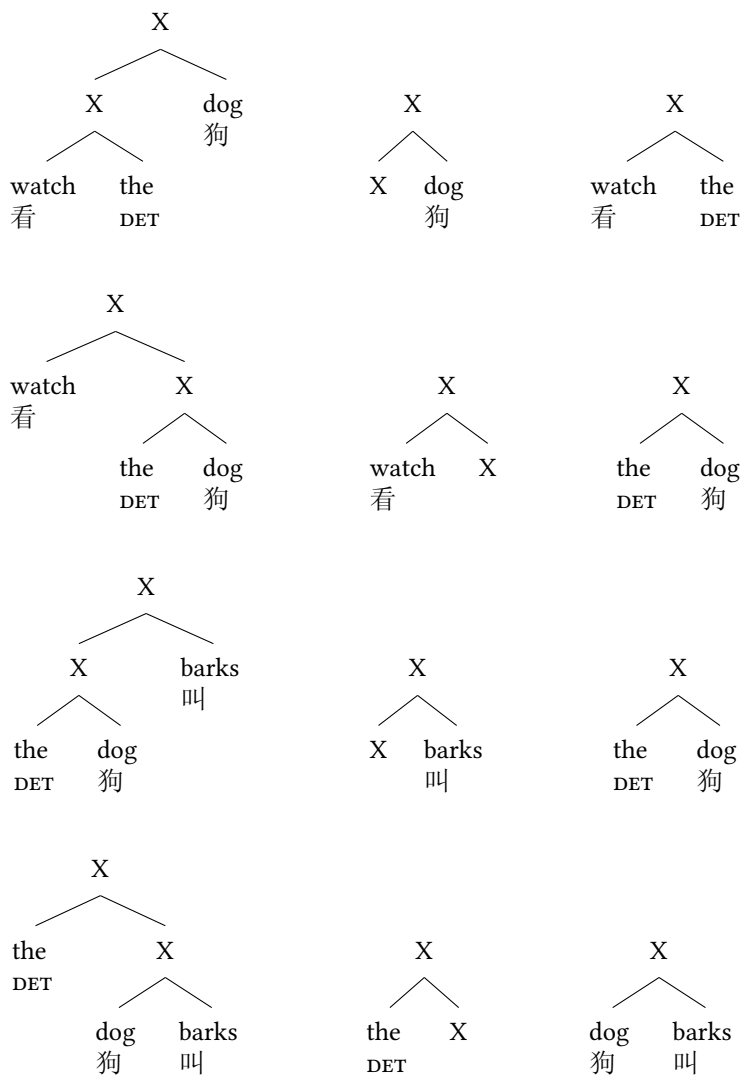 X
X dog X X
狗
watch the X dog watch the
看 DET 狗 看 DET
X
watch X X X
看
the dog watch X the dog
DET 狗 看 DET 狗
X
X barks X X
叫
the dog X barks the dog
DET 狗 叫 DET 狗
X
the X X X
DET
dog barks the X dog barks
狗 叫 DET 狗 叫